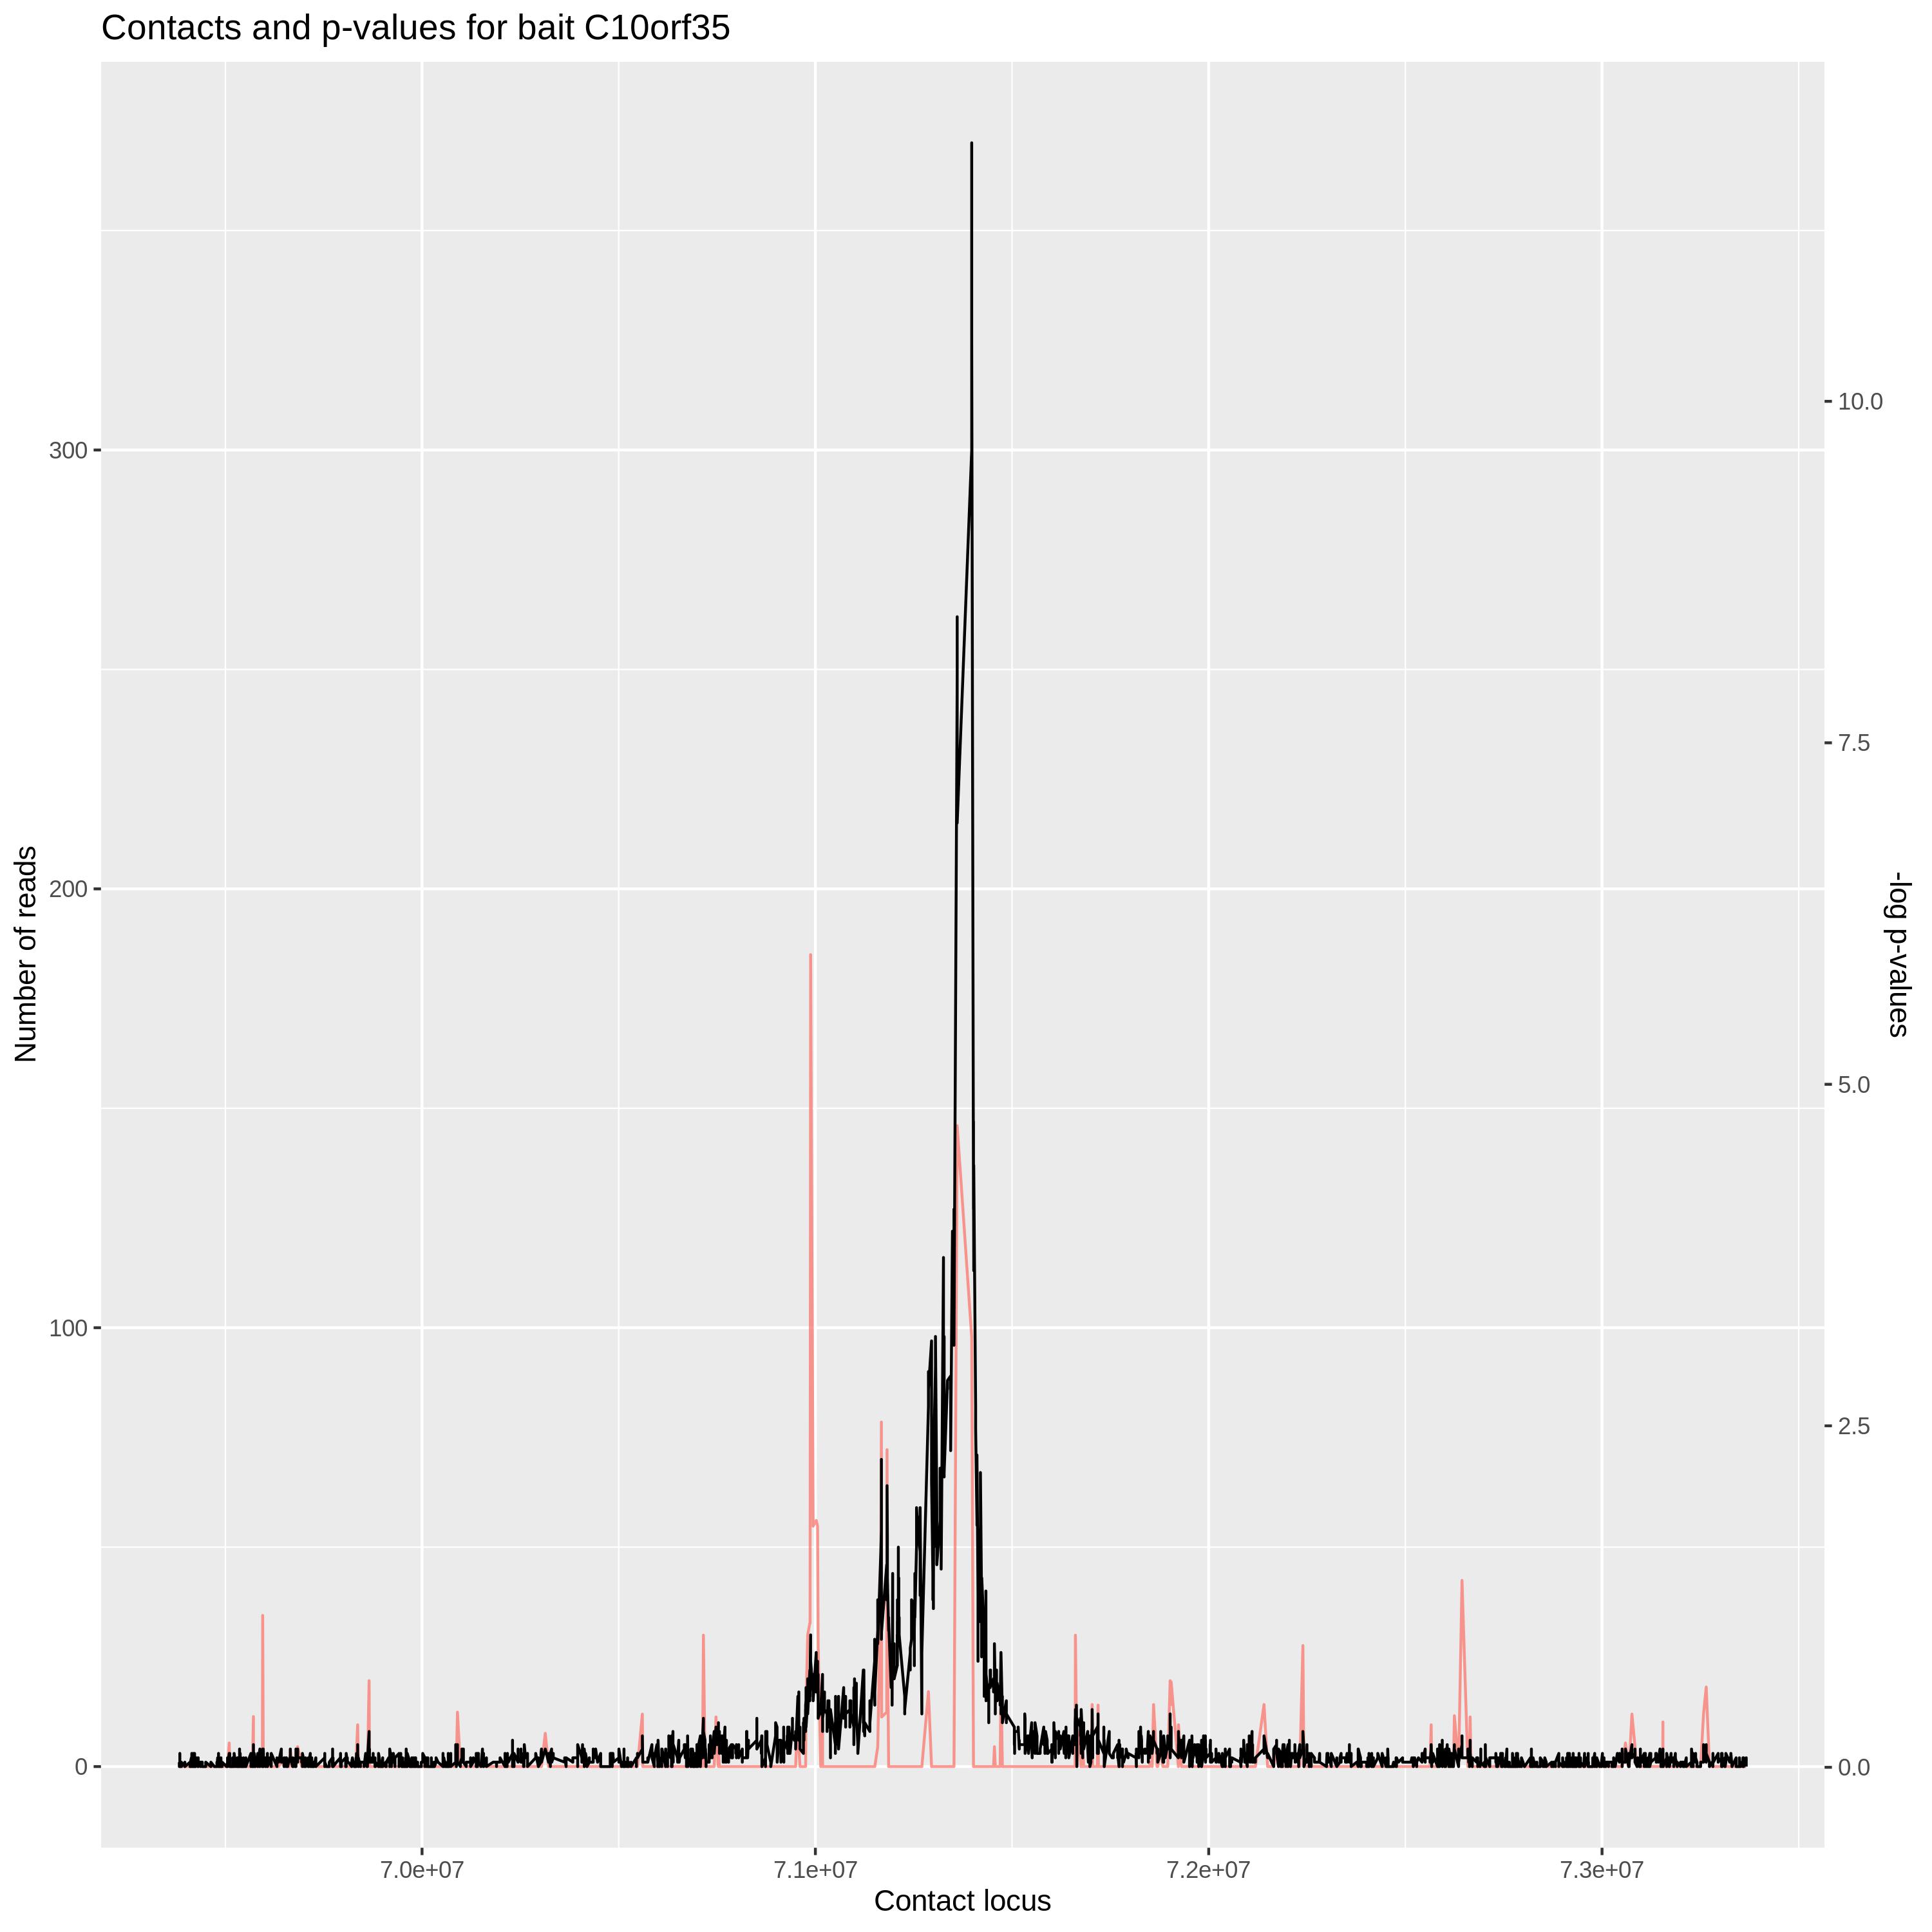 Contacts and p-values for bait C10orf35
300
200
100
0
10.0
7.5
5.0
2.5
0.0
Number of reads
-log p-values
7.0e+07 7.1e+07 7.2e+07 7.3e+07
Contact locus